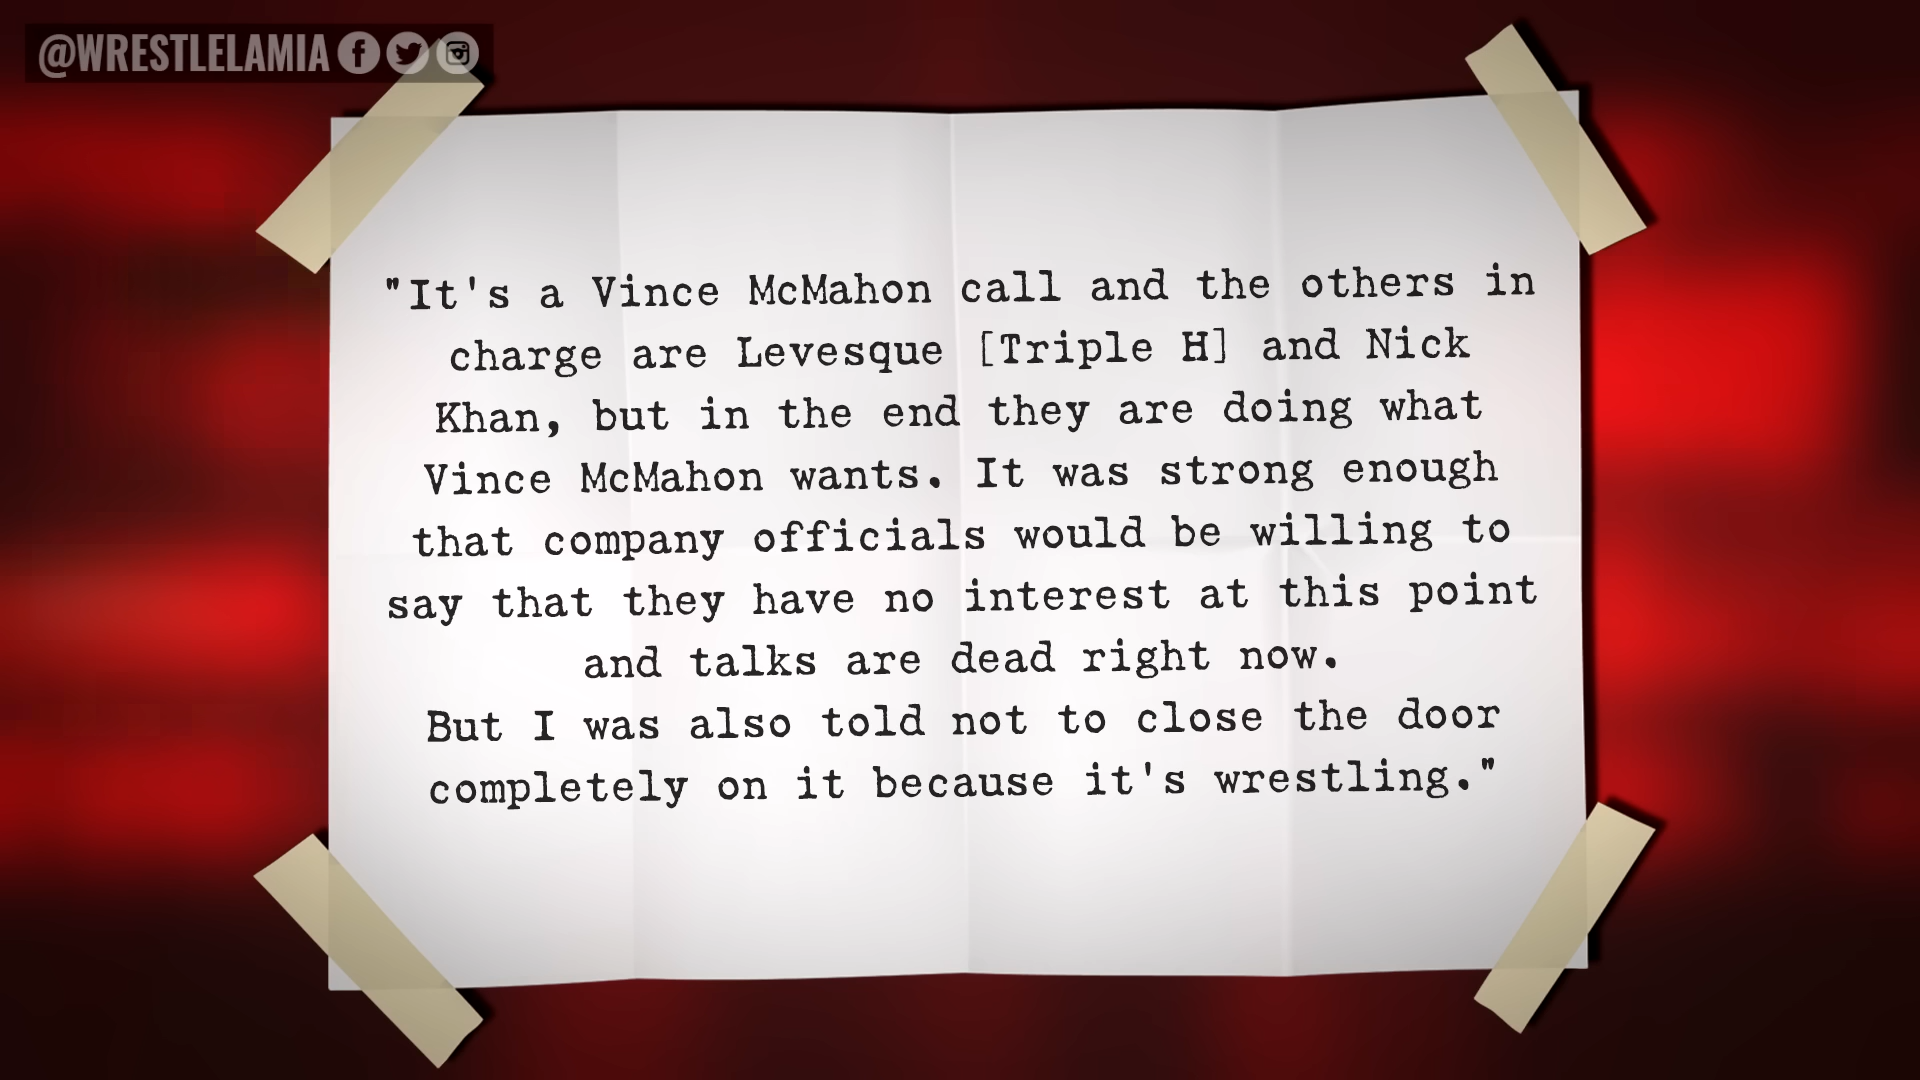 @WRESTLELAMIA
"It's a Vince McMahon call and the others in
charge are Levesque [Triple H] and Nick
Khan, but in the end they are doing what
Vince McMahon wants. It was strong enough
that company officials would be willing to
say that they have no interest at this point
and talks are dead right now.
But I was also told not to close the door
completely on it because it's wrestling."